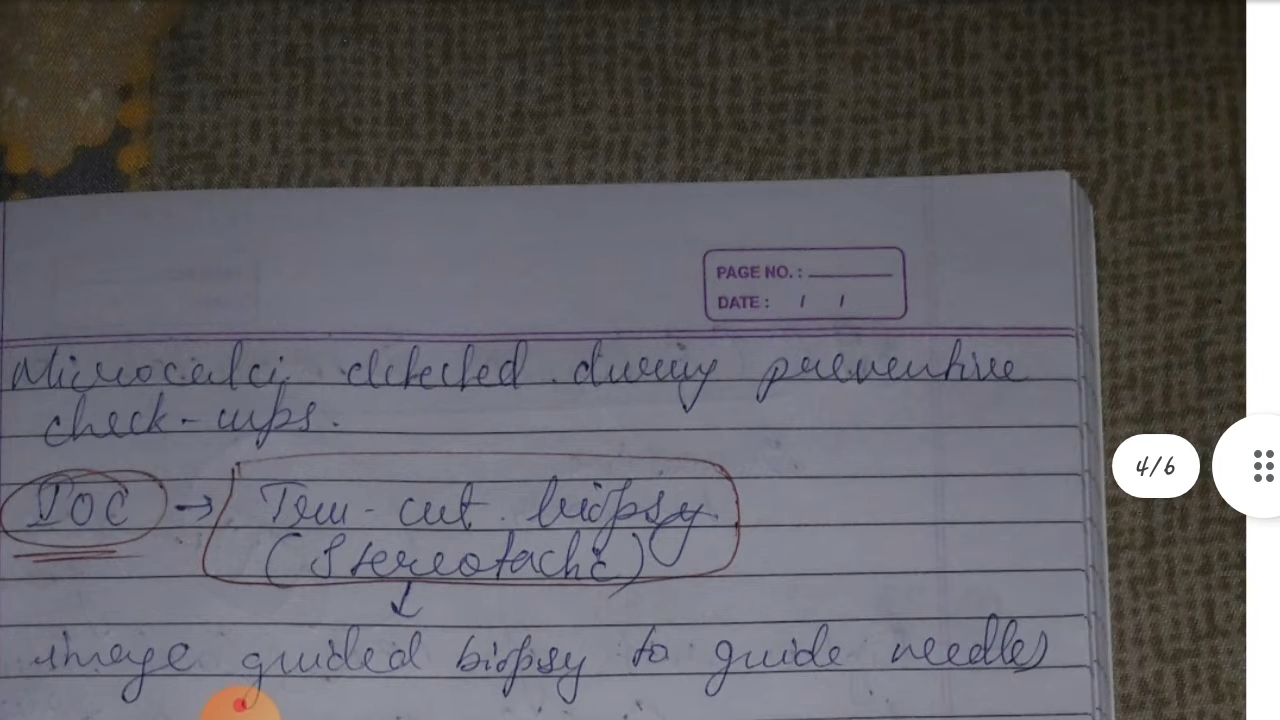 PAGE NO. :
DATE : / /
Microcalci detected during preventive
check-ups.
IOC → Tru-cut biopsy
(Stereotactic)
↓
image guided biopsy to guide needles
4/6